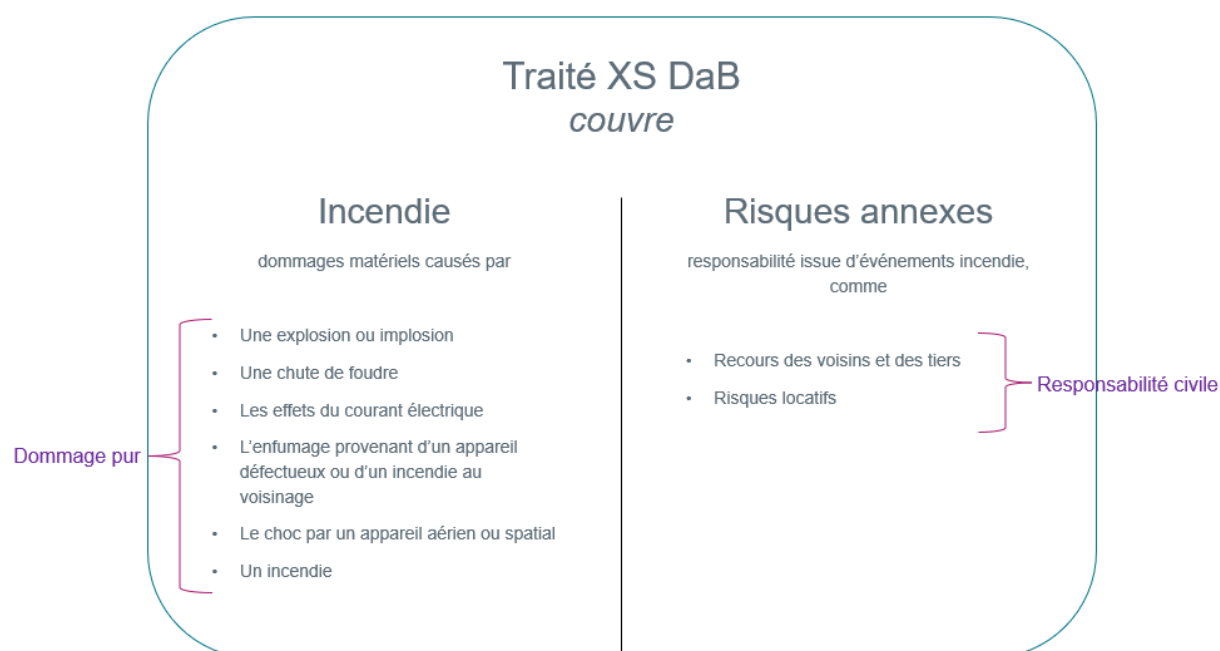 Traité XS DaB
couvre
Incendie
dommages matériels causés par
• Une explosion ou implosion
• Une chute de foudre
• Les effets du courant électrique
• L’enfumage provenant d’un appareil
défectueux ou d’un incendie au
voisinage
• Le choc par un appareil aérien ou spatial
• Un incendie
Dommage pur
Risques annexes
responsabilité issue d’événements incendie,
comme
• Recours des voisins et des tiers
• Risques locatifs
Responsabilité civile